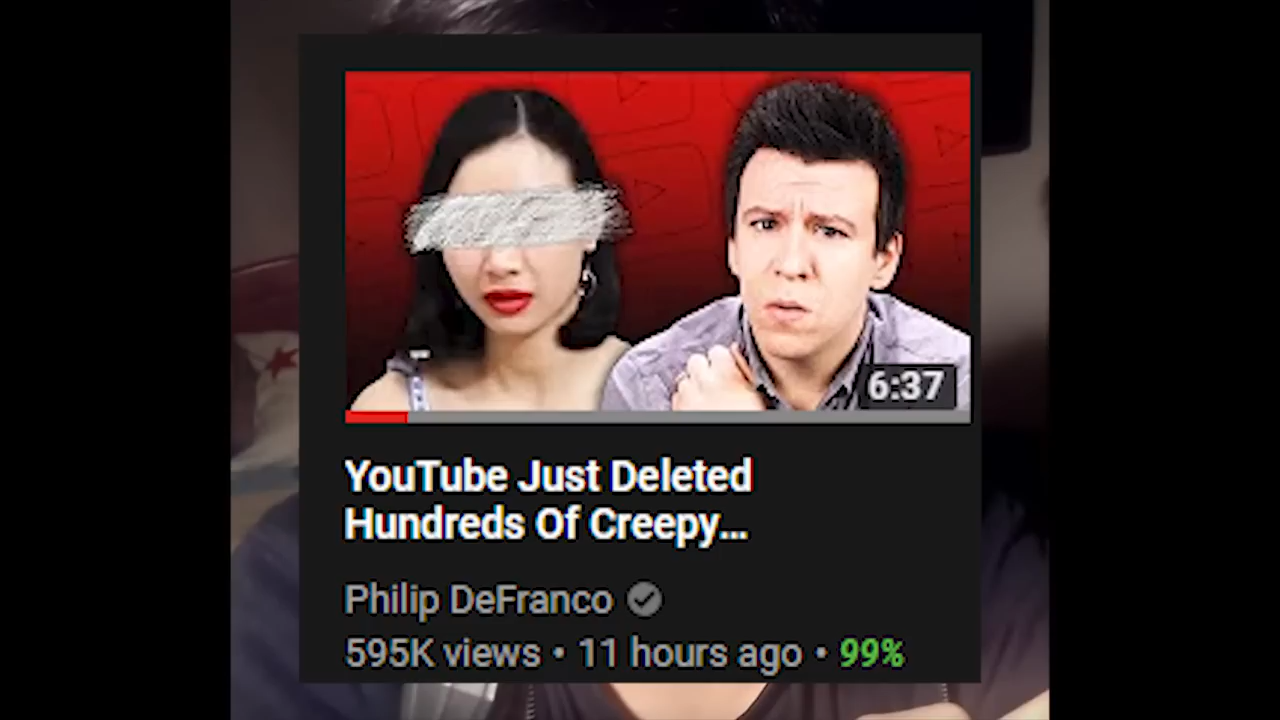 6:37
YouTube Just Deleted
Hundreds Of Creepy...
Philip DeFranco
595K views • 11 hours ago • 99%